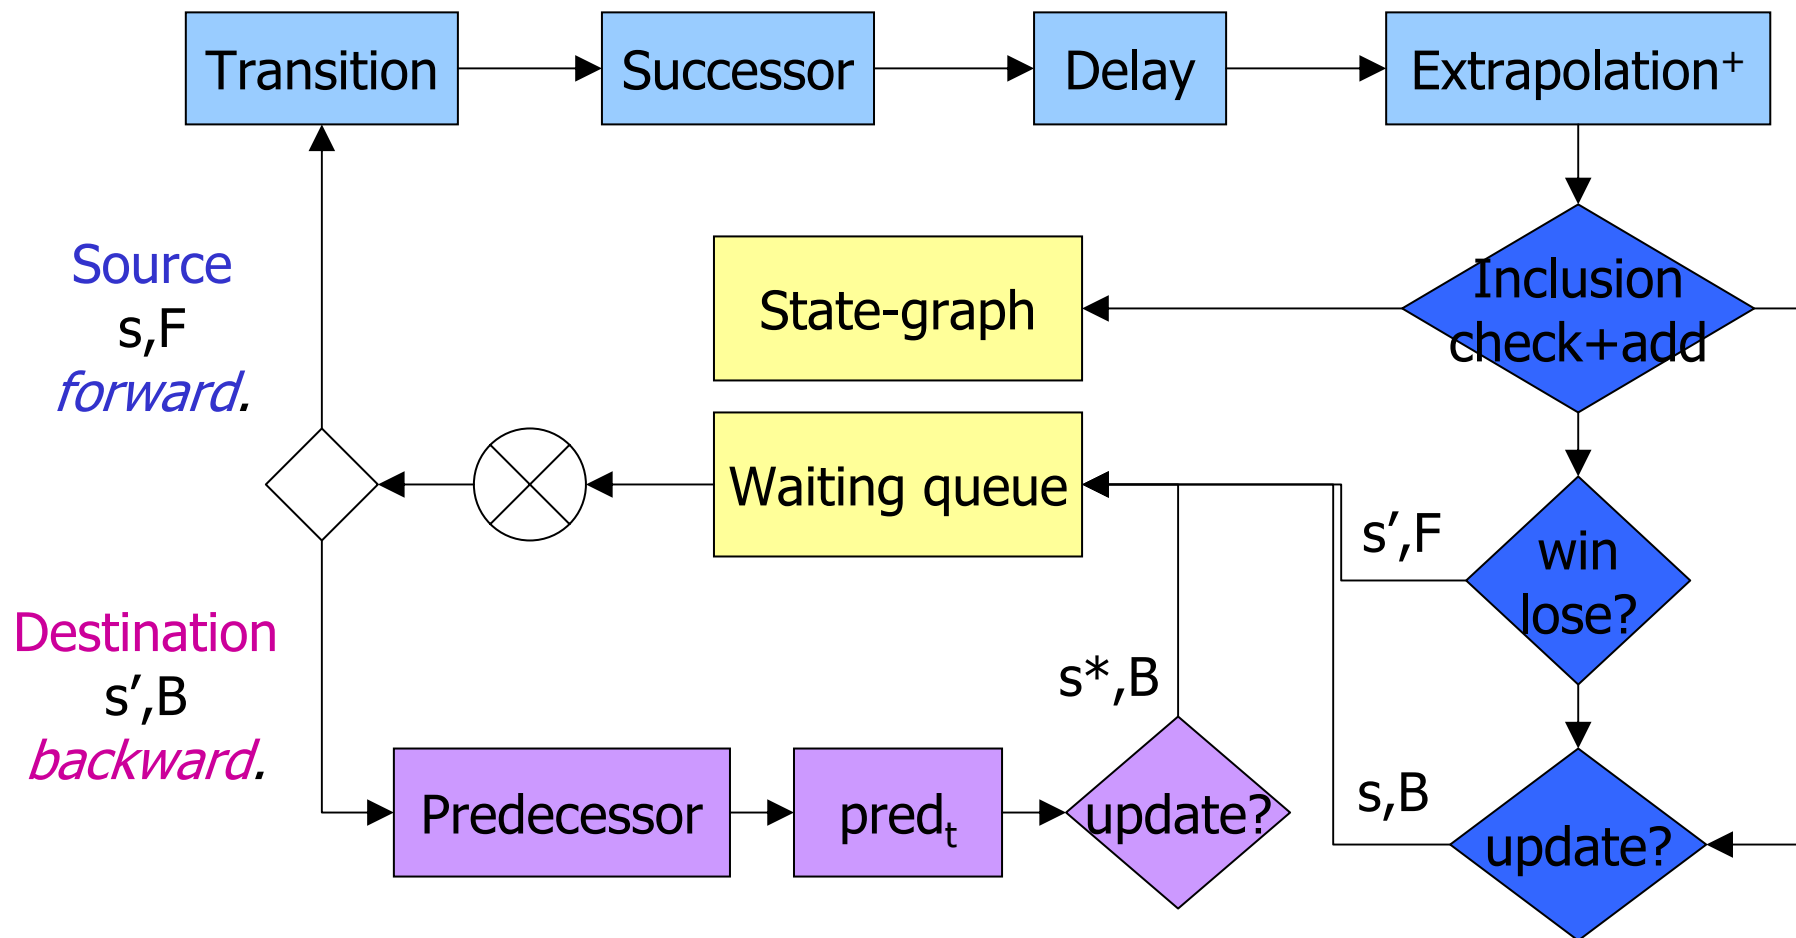 Transition
Successor
Delay
Extrapolation⁺
Source
s,F
forward.
State-graph
Inclusion
check+add
Waiting queue
s’,F
win
lose?
Destination
s’,B
backward.
s*,B
s,B
Predecessor
predₜ
update?
update?